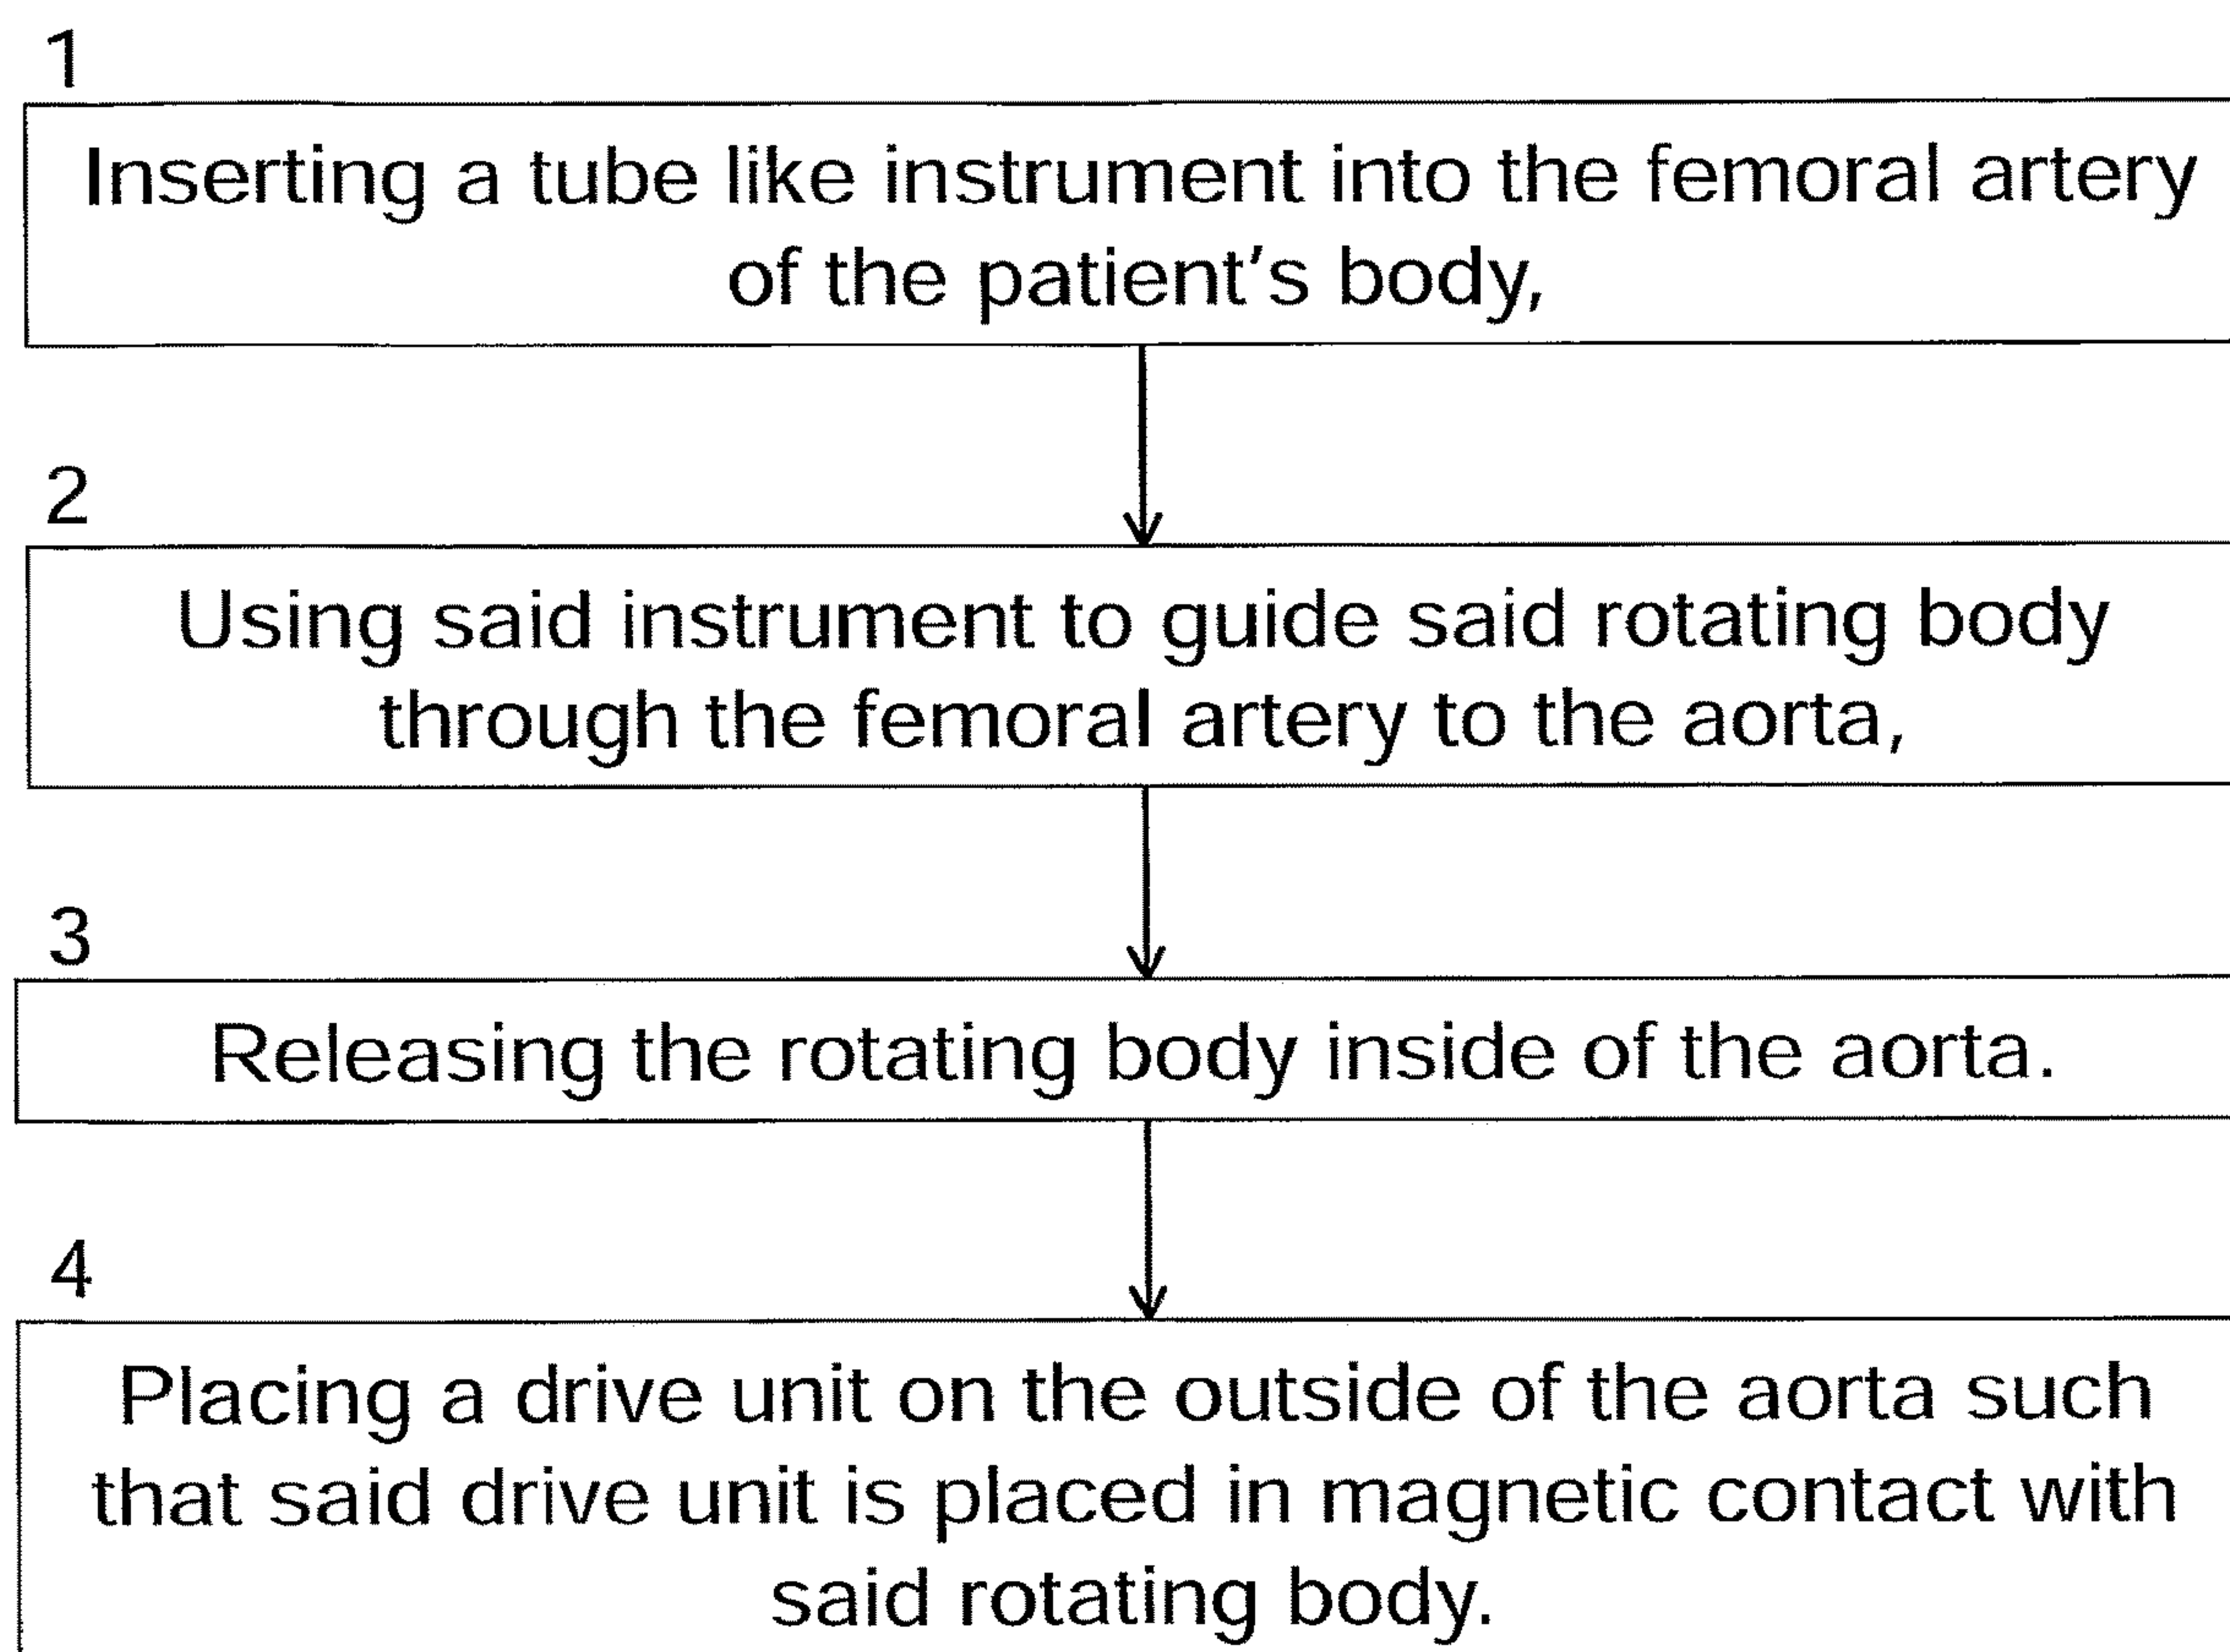 1
Inserting a tube like instrument into the femoral artery
of the patient's body,
2
Using said instrument to guide said rotating body
through the femoral artery to the aorta,
3
Releasing the rotating body inside of the aorta.
4
Placing a drive unit on the outside of the aorta such
that said drive unit is placed in magnetic contact with
said rotating body.